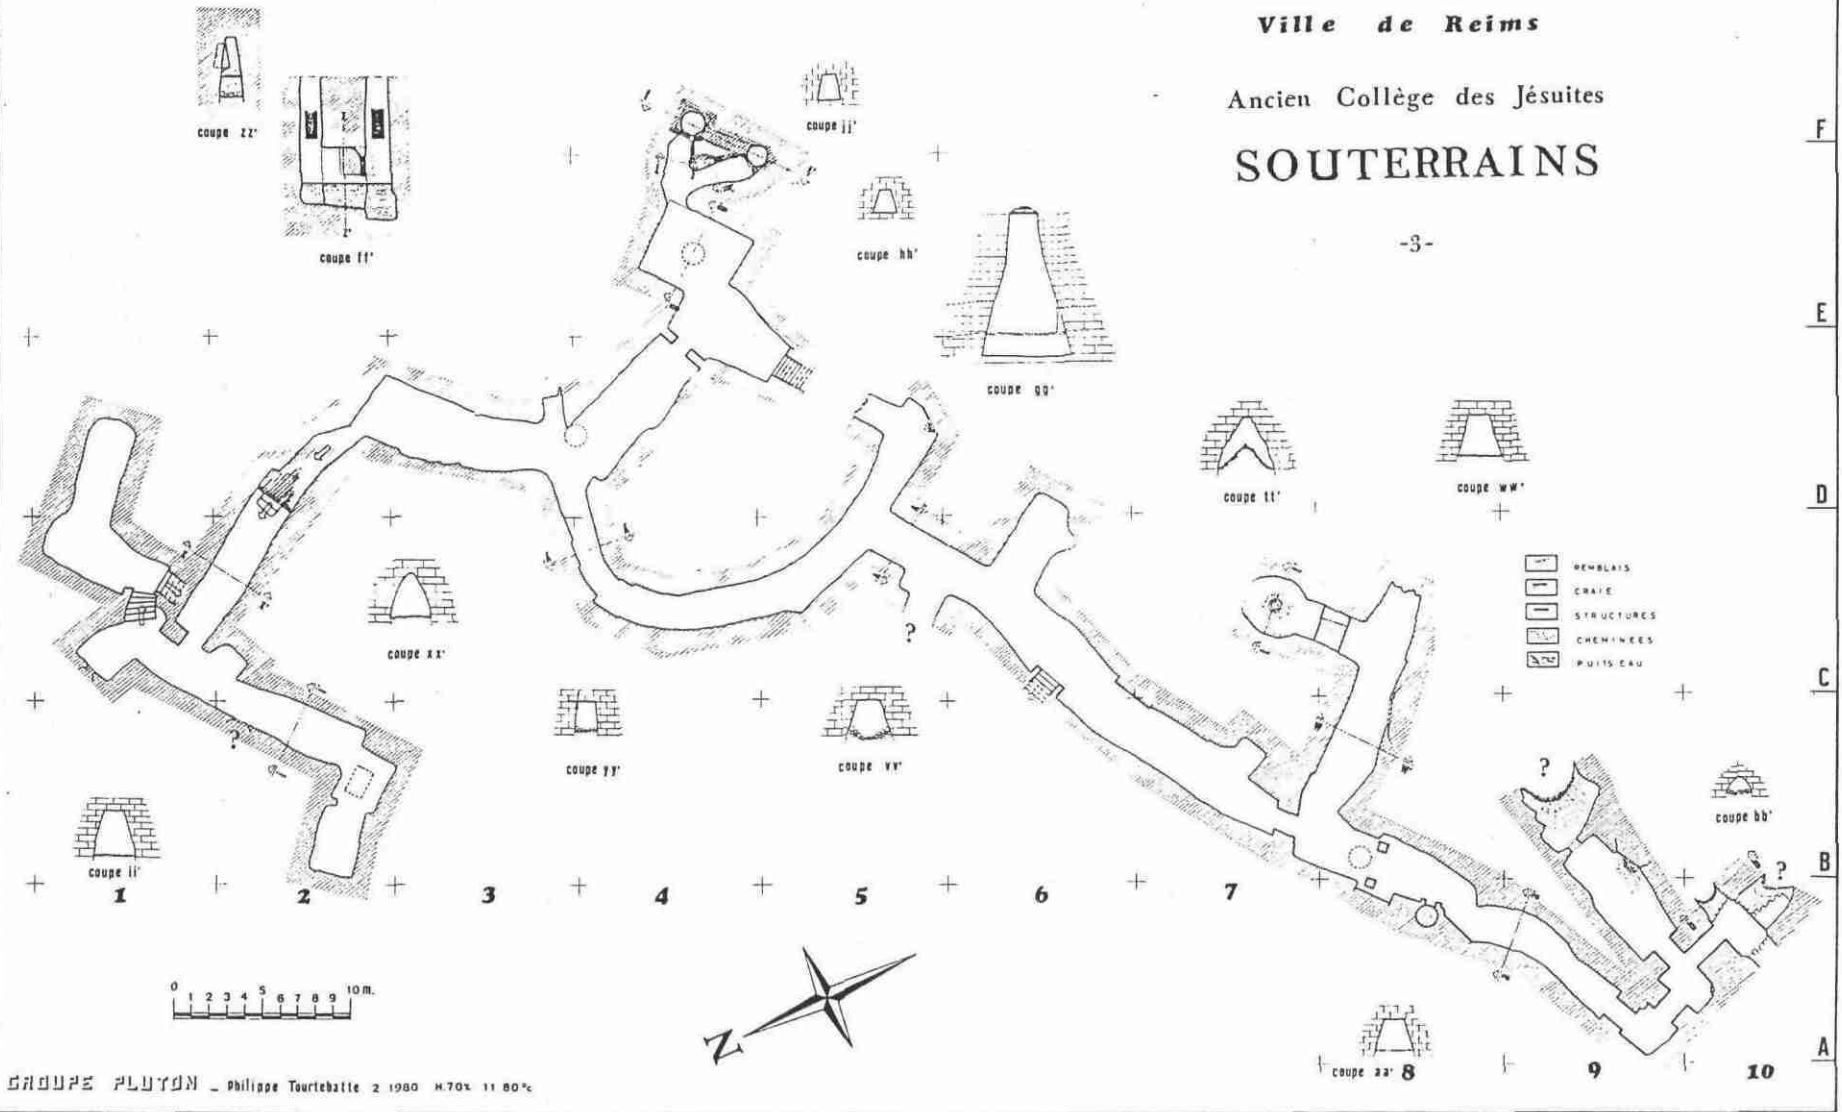 Ville de Reims
Ancien Collège des Jésuites
SOUTERRAINS
-3-
coupe zz'
coupe ff'
coupe jj'
coupe hh'
coupe gg'
coupe tt'
coupe ww'
coupe xx'
coupe yy'
coupe vv'
coupe ii'
coupe bb'
coupe aa'
REMBLAIS
CRAIE
STRUCTURES
CHEMINEES
PUITS EAU
?
?
?
?
F
E
D
C
B
A
1 2 3 4 5 6 7 8 9 10
0 1 2 3 4 5 6 7 8 9 10 m.
N
GROUPE PLUTON _ Philippe Tourtebatte 2 1980 H.70% 11 80°c